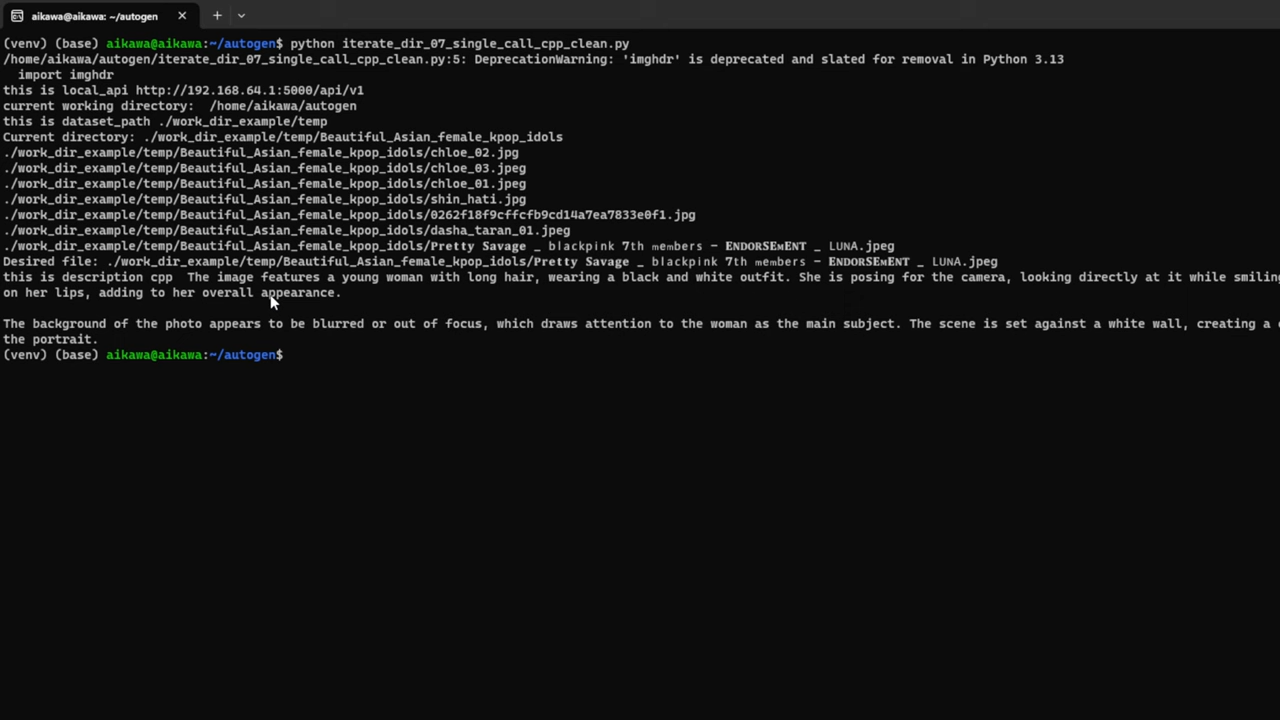 aikawa@aikawa: ~/autogen
(venv) (base) aikawa@aikawa:~/autogen$ python iterate_dir_07_single_call_cpp_clean.py
/home/aikawa/autogen/iterate_dir_07_single_call_cpp_clean.py:5: DeprecationWarning: 'imghdr' is deprecated and slated for removal in Python 3.13
  import imghdr
this is local_api http://192.168.64.1:5000/api/v1
current working directory:  /home/aikawa/autogen
this is dataset_path ./work_dir_example/temp
Current directory: ./work_dir_example/temp/Beautiful_Asian_female_kpop_idols
./work_dir_example/temp/Beautiful_Asian_female_kpop_idols/chloe_02.jpg
./work_dir_example/temp/Beautiful_Asian_female_kpop_idols/chloe_03.jpeg
./work_dir_example/temp/Beautiful_Asian_female_kpop_idols/chloe_01.jpeg
./work_dir_example/temp/Beautiful_Asian_female_kpop_idols/shin_hati.jpg
./work_dir_example/temp/Beautiful_Asian_female_kpop_idols/0262f18f9cffcfb9cd14a7ea7833e0f1.jpg
./work_dir_example/temp/Beautiful_Asian_female_kpop_idols/dasha_taran_01.jpeg
./work_dir_example/temp/Beautiful_Asian_female_kpop_idols/𝐏𝐫𝐞𝐭𝐭𝐲 𝐒𝐚𝐯𝐚𝐠𝐞 _ blackpink 7th members – 𝐄𝐍𝐃𝐎𝐑𝐒𝐄ᴍ𝐄𝐍𝐓 _ LUNA.jpeg
Desired file: ./work_dir_example/temp/Beautiful_Asian_female_kpop_idols/𝐏𝐫𝐞𝐭𝐭𝐲 𝐒𝐚𝐯𝐚𝐠𝐞 _ blackpink 7th members – 𝐄𝐍𝐃𝐎𝐑𝐒𝐄ᴍ𝐄𝐍𝐓 _ LUNA.jpeg
this is description cpp  The image features a young woman with long hair, wearing a black and white outfit. She is posing for the camera, looking directly at it while smiling
on her lips, adding to her overall appearance.

The background of the photo appears to be blurred or out of focus, which draws attention to the woman as the main subject. The scene is set against a white wall, creating a
the portrait.
(venv) (base) aikawa@aikawa:~/autogen$